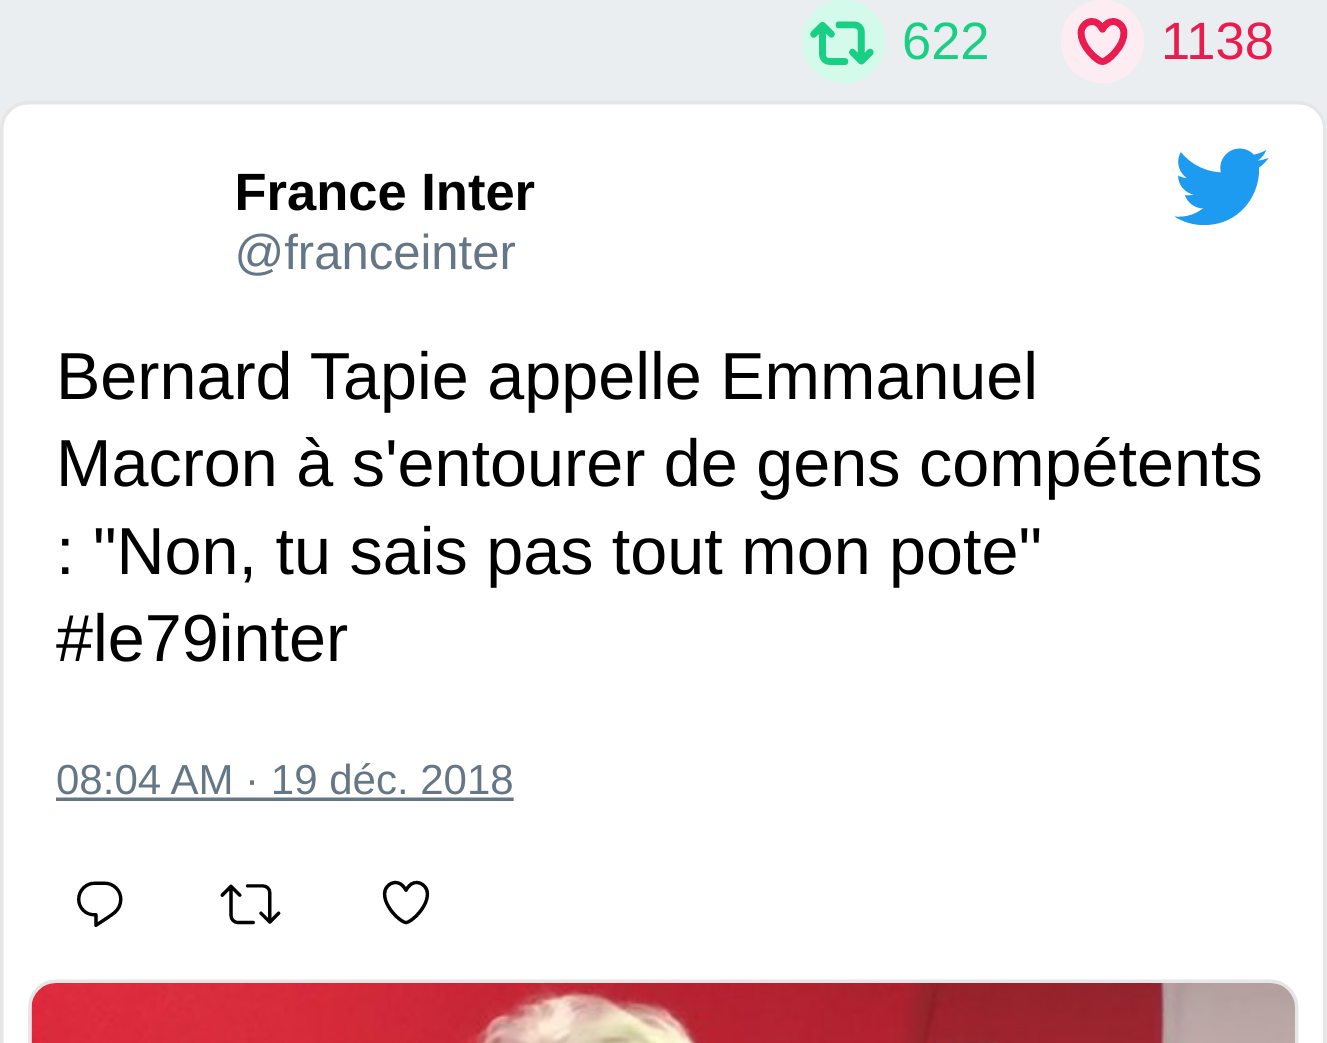 622 1138
France Inter
@franceinter
Bernard Tapie appelle Emmanuel
Macron à s'entourer de gens compétents
: "Non, tu sais pas tout mon pote"
#le79inter
08:04 AM · 19 déc. 2018